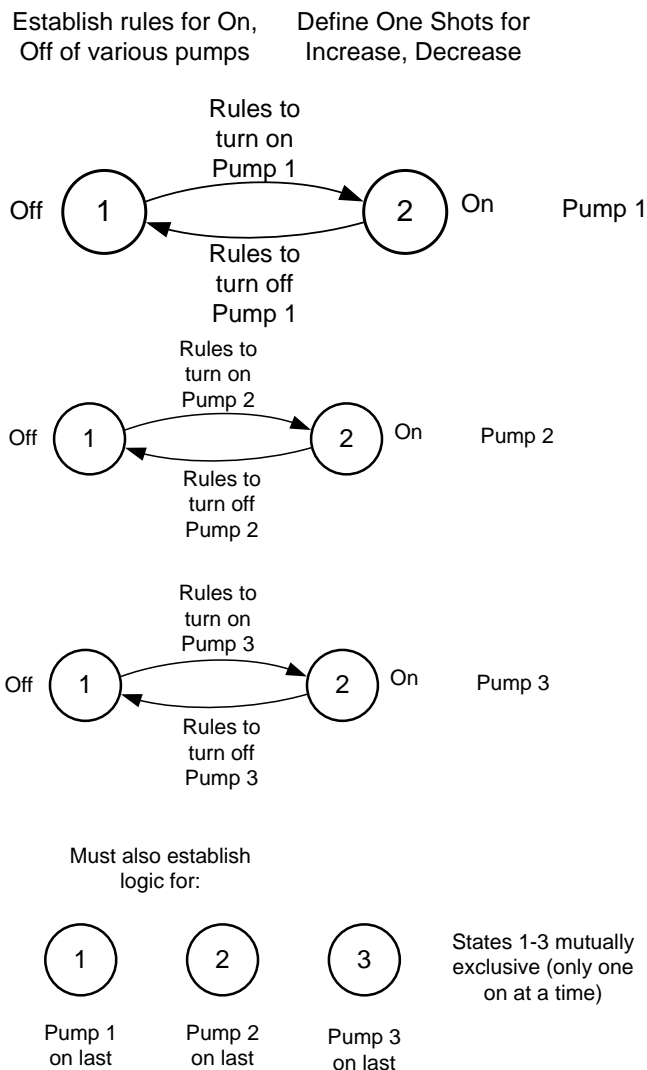 Establish rules for On,
Off of various pumps
Define One Shots for
Increase, Decrease
Rules to
turn on
Pump 1
Off
1
2
On
Pump 1
Rules to
turn off
Pump 1
Rules to
turn on
Pump 2
Off
1
2
On
Pump 2
Rules to
turn off
Pump 2
Rules to
turn on
Pump 3
Off
1
2
On
Pump 3
Rules to
turn off
Pump 3
Must also establish
logic for:
1
2
3
States 1-3 mutually
exclusive (only one
on at a time)
Pump 1
on last
Pump 2
on last
Pump 3
on last